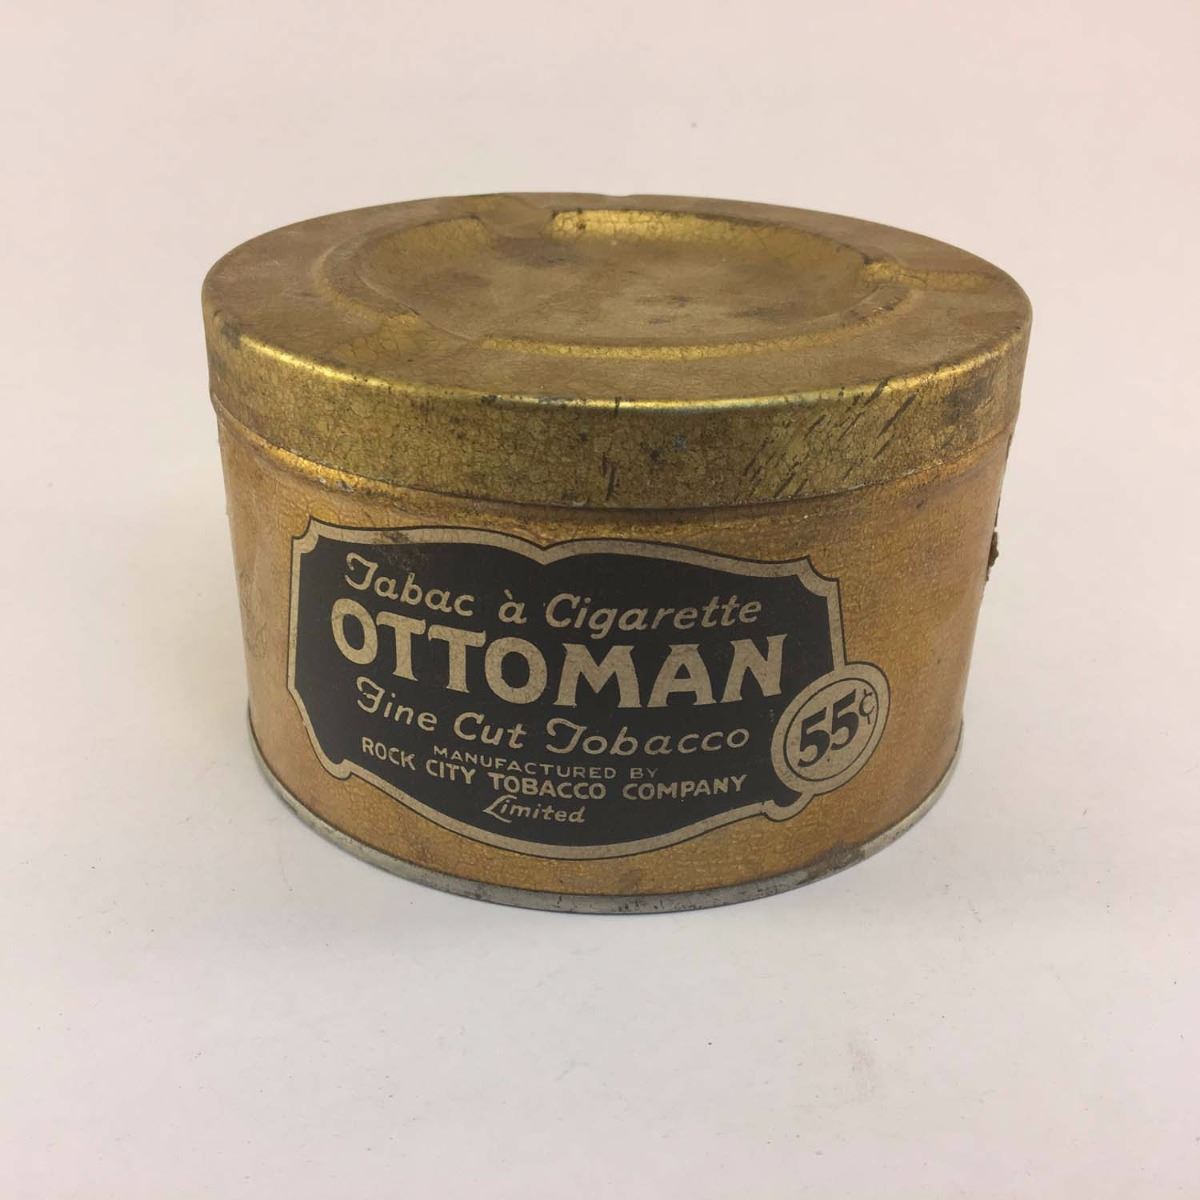 Tabac à Cigarette
OTTOMAN
Fine Cut Tobacco
MANUFACTURED BY
ROCK CITY TOBACCO COMPANY
Limited
55¢